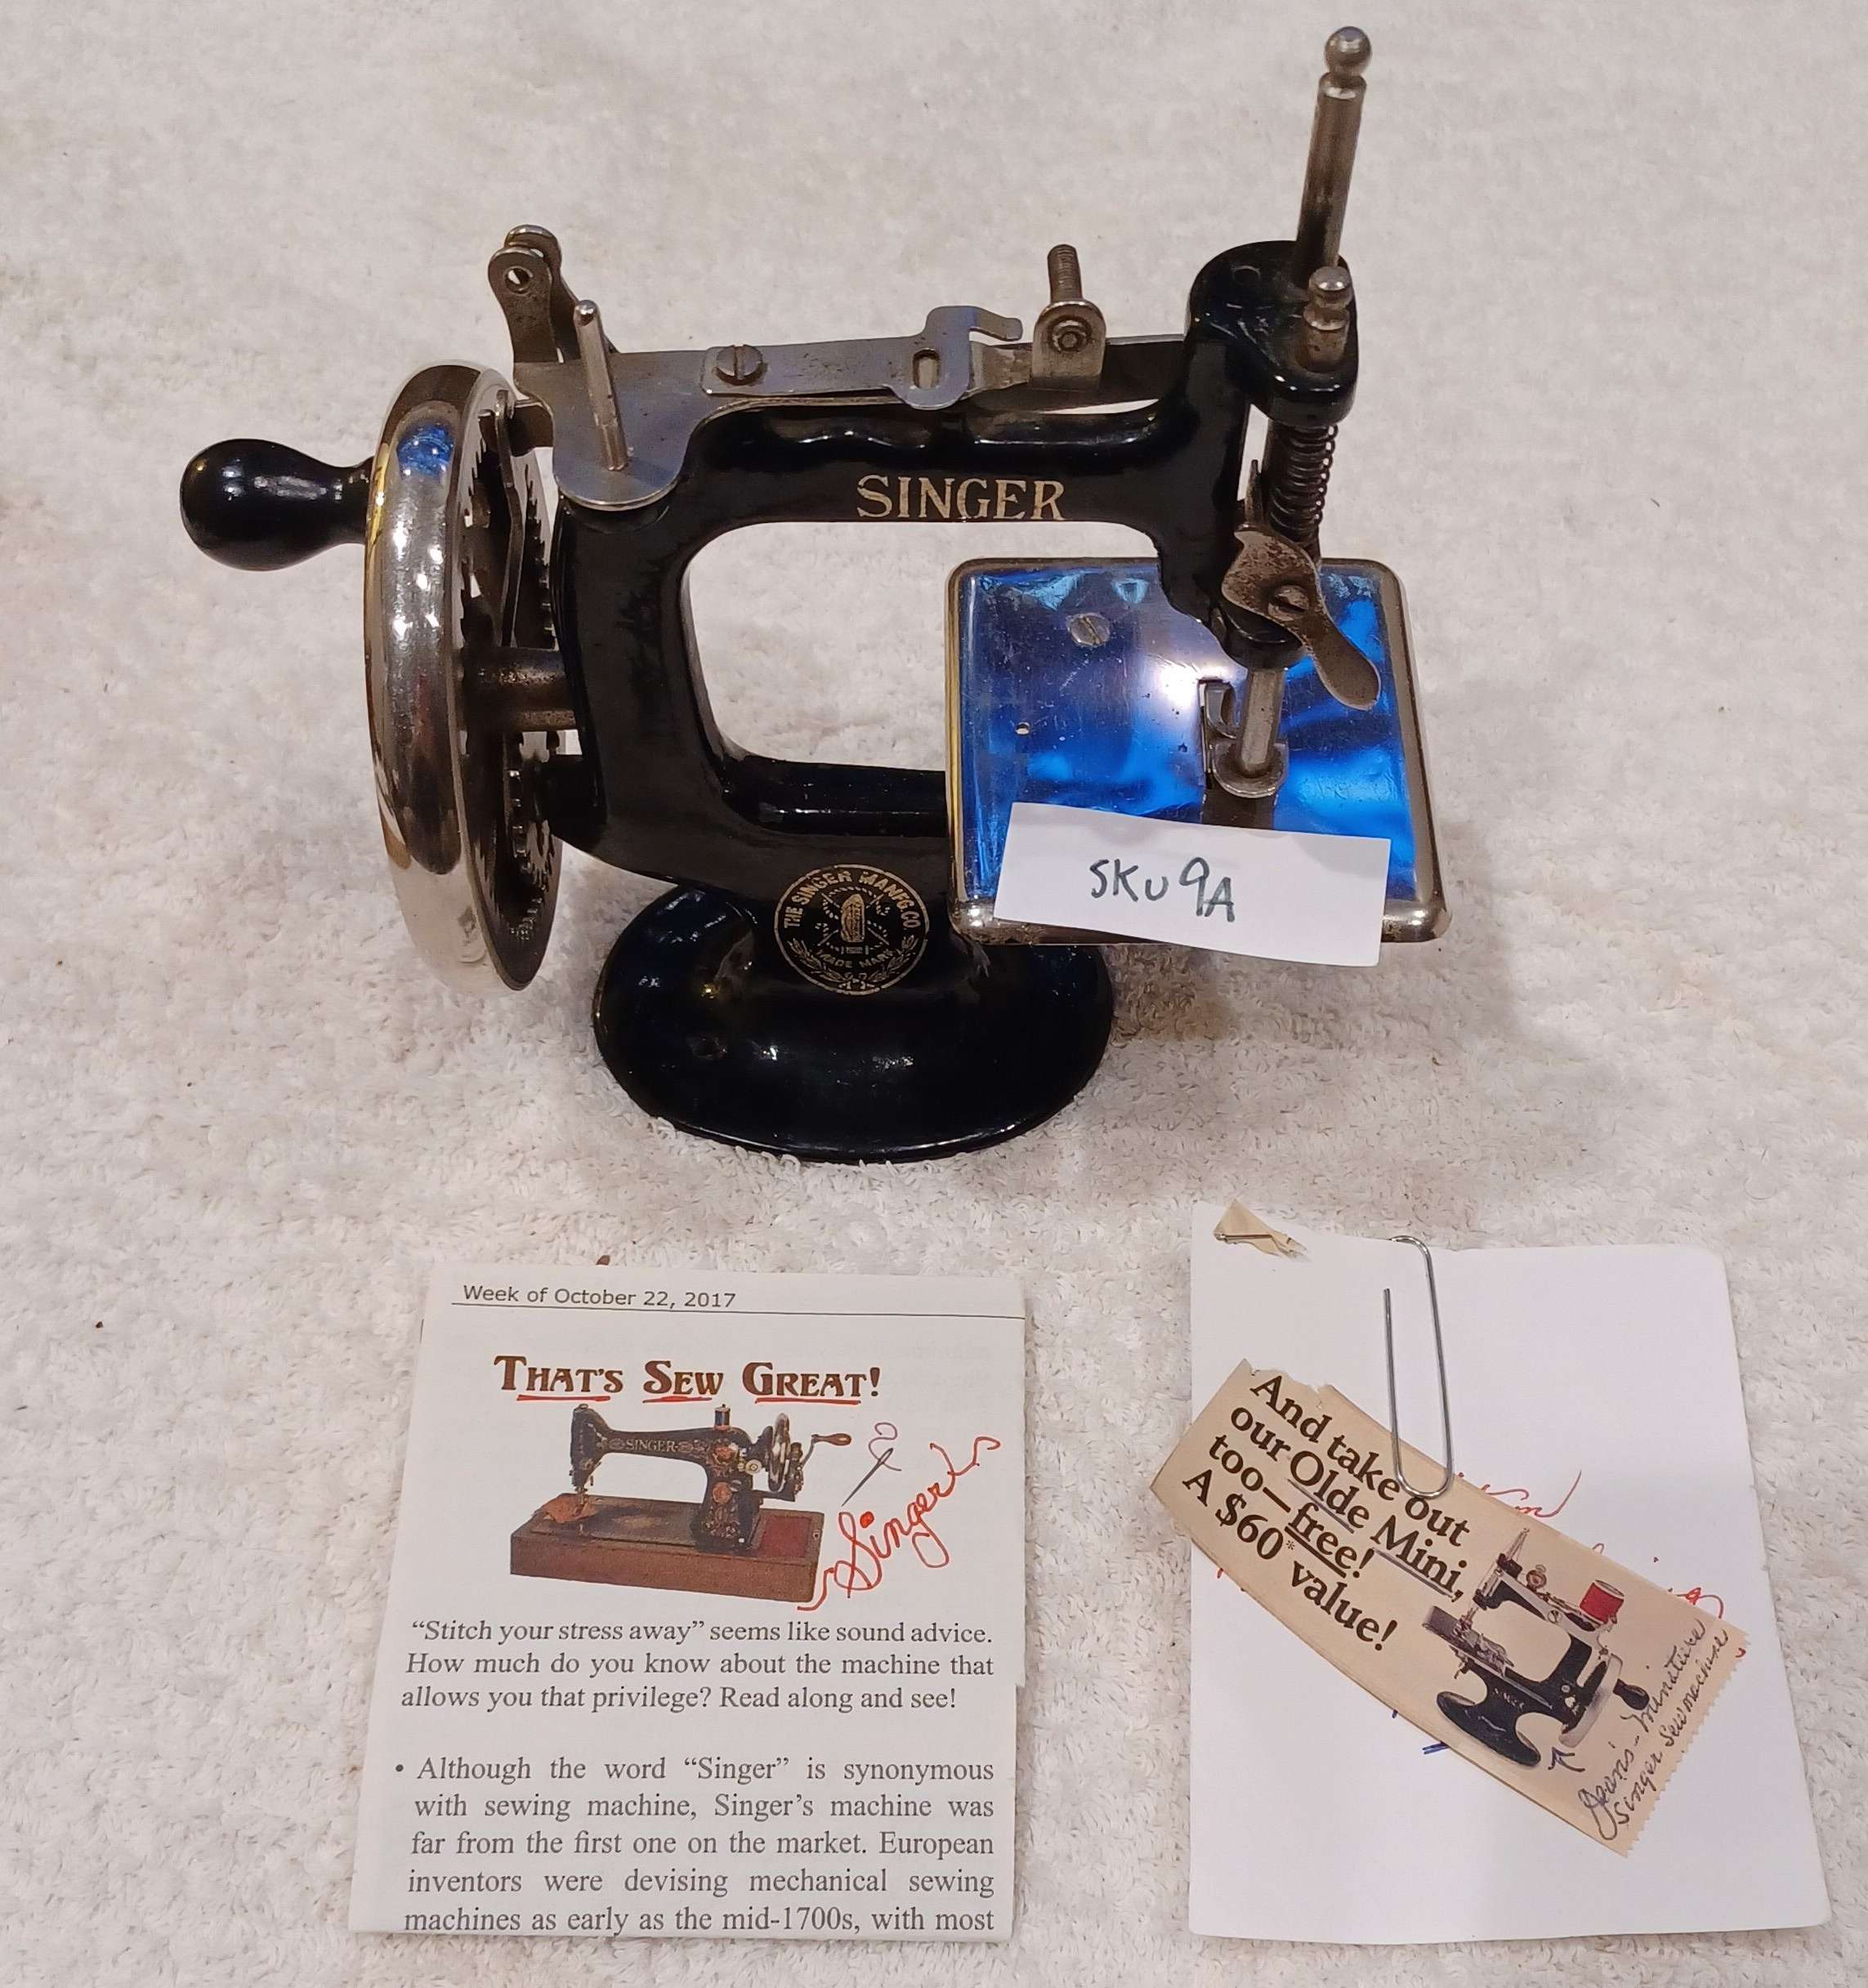 SINGER
THE SINGER MANFG. CO.
TRADE MARK
SKU 9A
Week of October 22, 2017
THAT'S SEW GREAT!
SINGER
Singer
“Stitch your stress away” seems like sound advice.
How much do you know about the machine that
allows you that privilege? Read along and see!
• Although the word “Singer” is synonymous
with sewing machine, Singer’s machine was
far from the first one on the market. European
inventors were devising mechanical sewing
machines as early as the mid-1700s, with most
And take out
our Olde Mini,
too—free!
A $60* value!
Minature
Singer Sewmachine